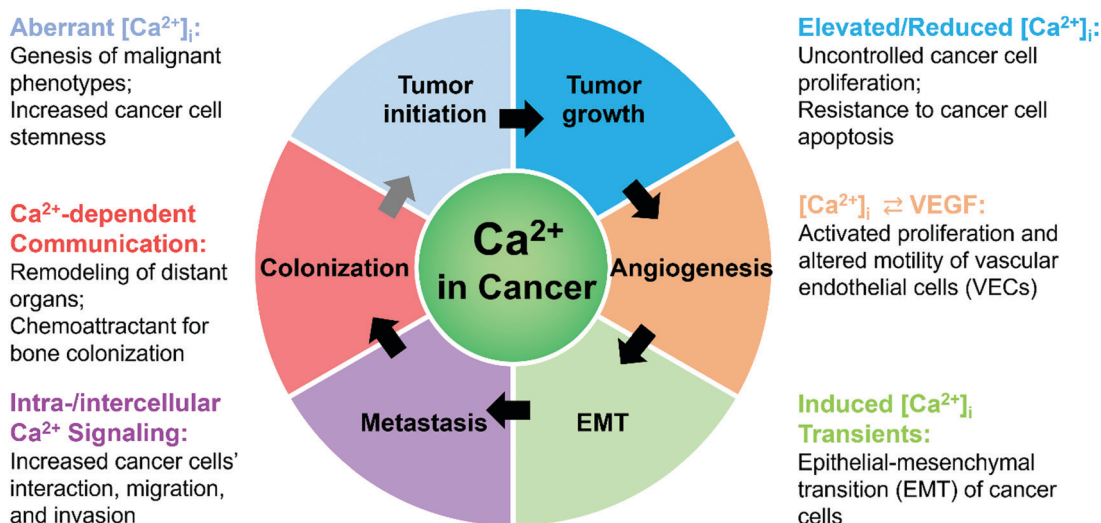 Aberrant [Ca²⁺]ᵢ:
Genesis of malignant
phenotypes;
Increased cancer cell
stemness
Ca²⁺-dependent
Communication:
Remodeling of distant
organs;
Chemoattractant for
bone colonization
Intra-/intercellular
Ca²⁺ Signaling:
Increased cancer cells’
interaction, migration,
and invasion
Tumor
initiation
Tumor
growth
Colonization
Ca²⁺
in Cancer
Angiogenesis
Metastasis
EMT
Elevated/Reduced [Ca²⁺]ᵢ:
Uncontrolled cancer cell
proliferation;
Resistance to cancer cell
apoptosis
[Ca²⁺]ᵢ ⇄ VEGF:
Activated proliferation and
altered motility of vascular
endothelial cells (VECs)
Induced [Ca²⁺]ᵢ
Transients:
Epithelial-mesenchymal
transition (EMT) of cancer
cells